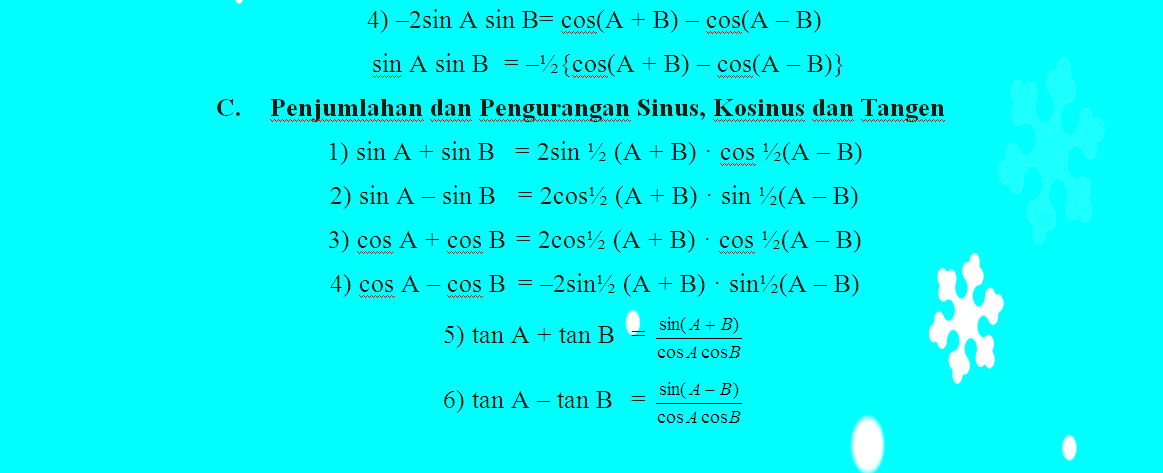 4) –2sin A sin B= cos(A + B) – cos(A – B)
sin A sin B = –½{cos(A + B) – cos(A – B)}
C. Penjumlahan dan Pengurangan Sinus, Kosinus dan Tangen
1) sin A + sin B = 2sin ½ (A + B) · cos ½(A – B)
2) sin A – sin B = 2cos½ (A + B) · sin ½(A – B)
3) cos A + cos B = 2cos½ (A + B) · cos ½(A – B)
4) cos A – cos B = –2sin½ (A + B) · sin½(A – B)
5) tan A + tan B = sin(A + B)
cos A cos B
6) tan A – tan B = sin(A – B)
cos A cos B